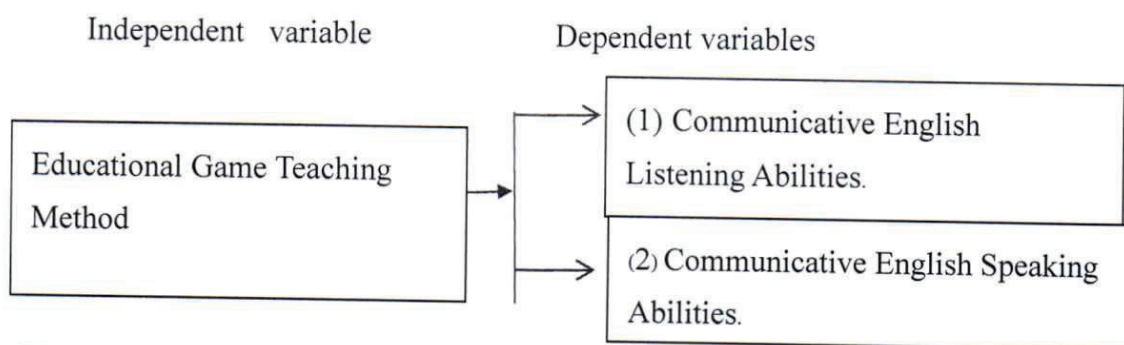 Independent variable
Dependent variables
Educational Game Teaching
Method
(1) Communicative English
Listening Abilities.
(2) Communicative English Speaking
Abilities.